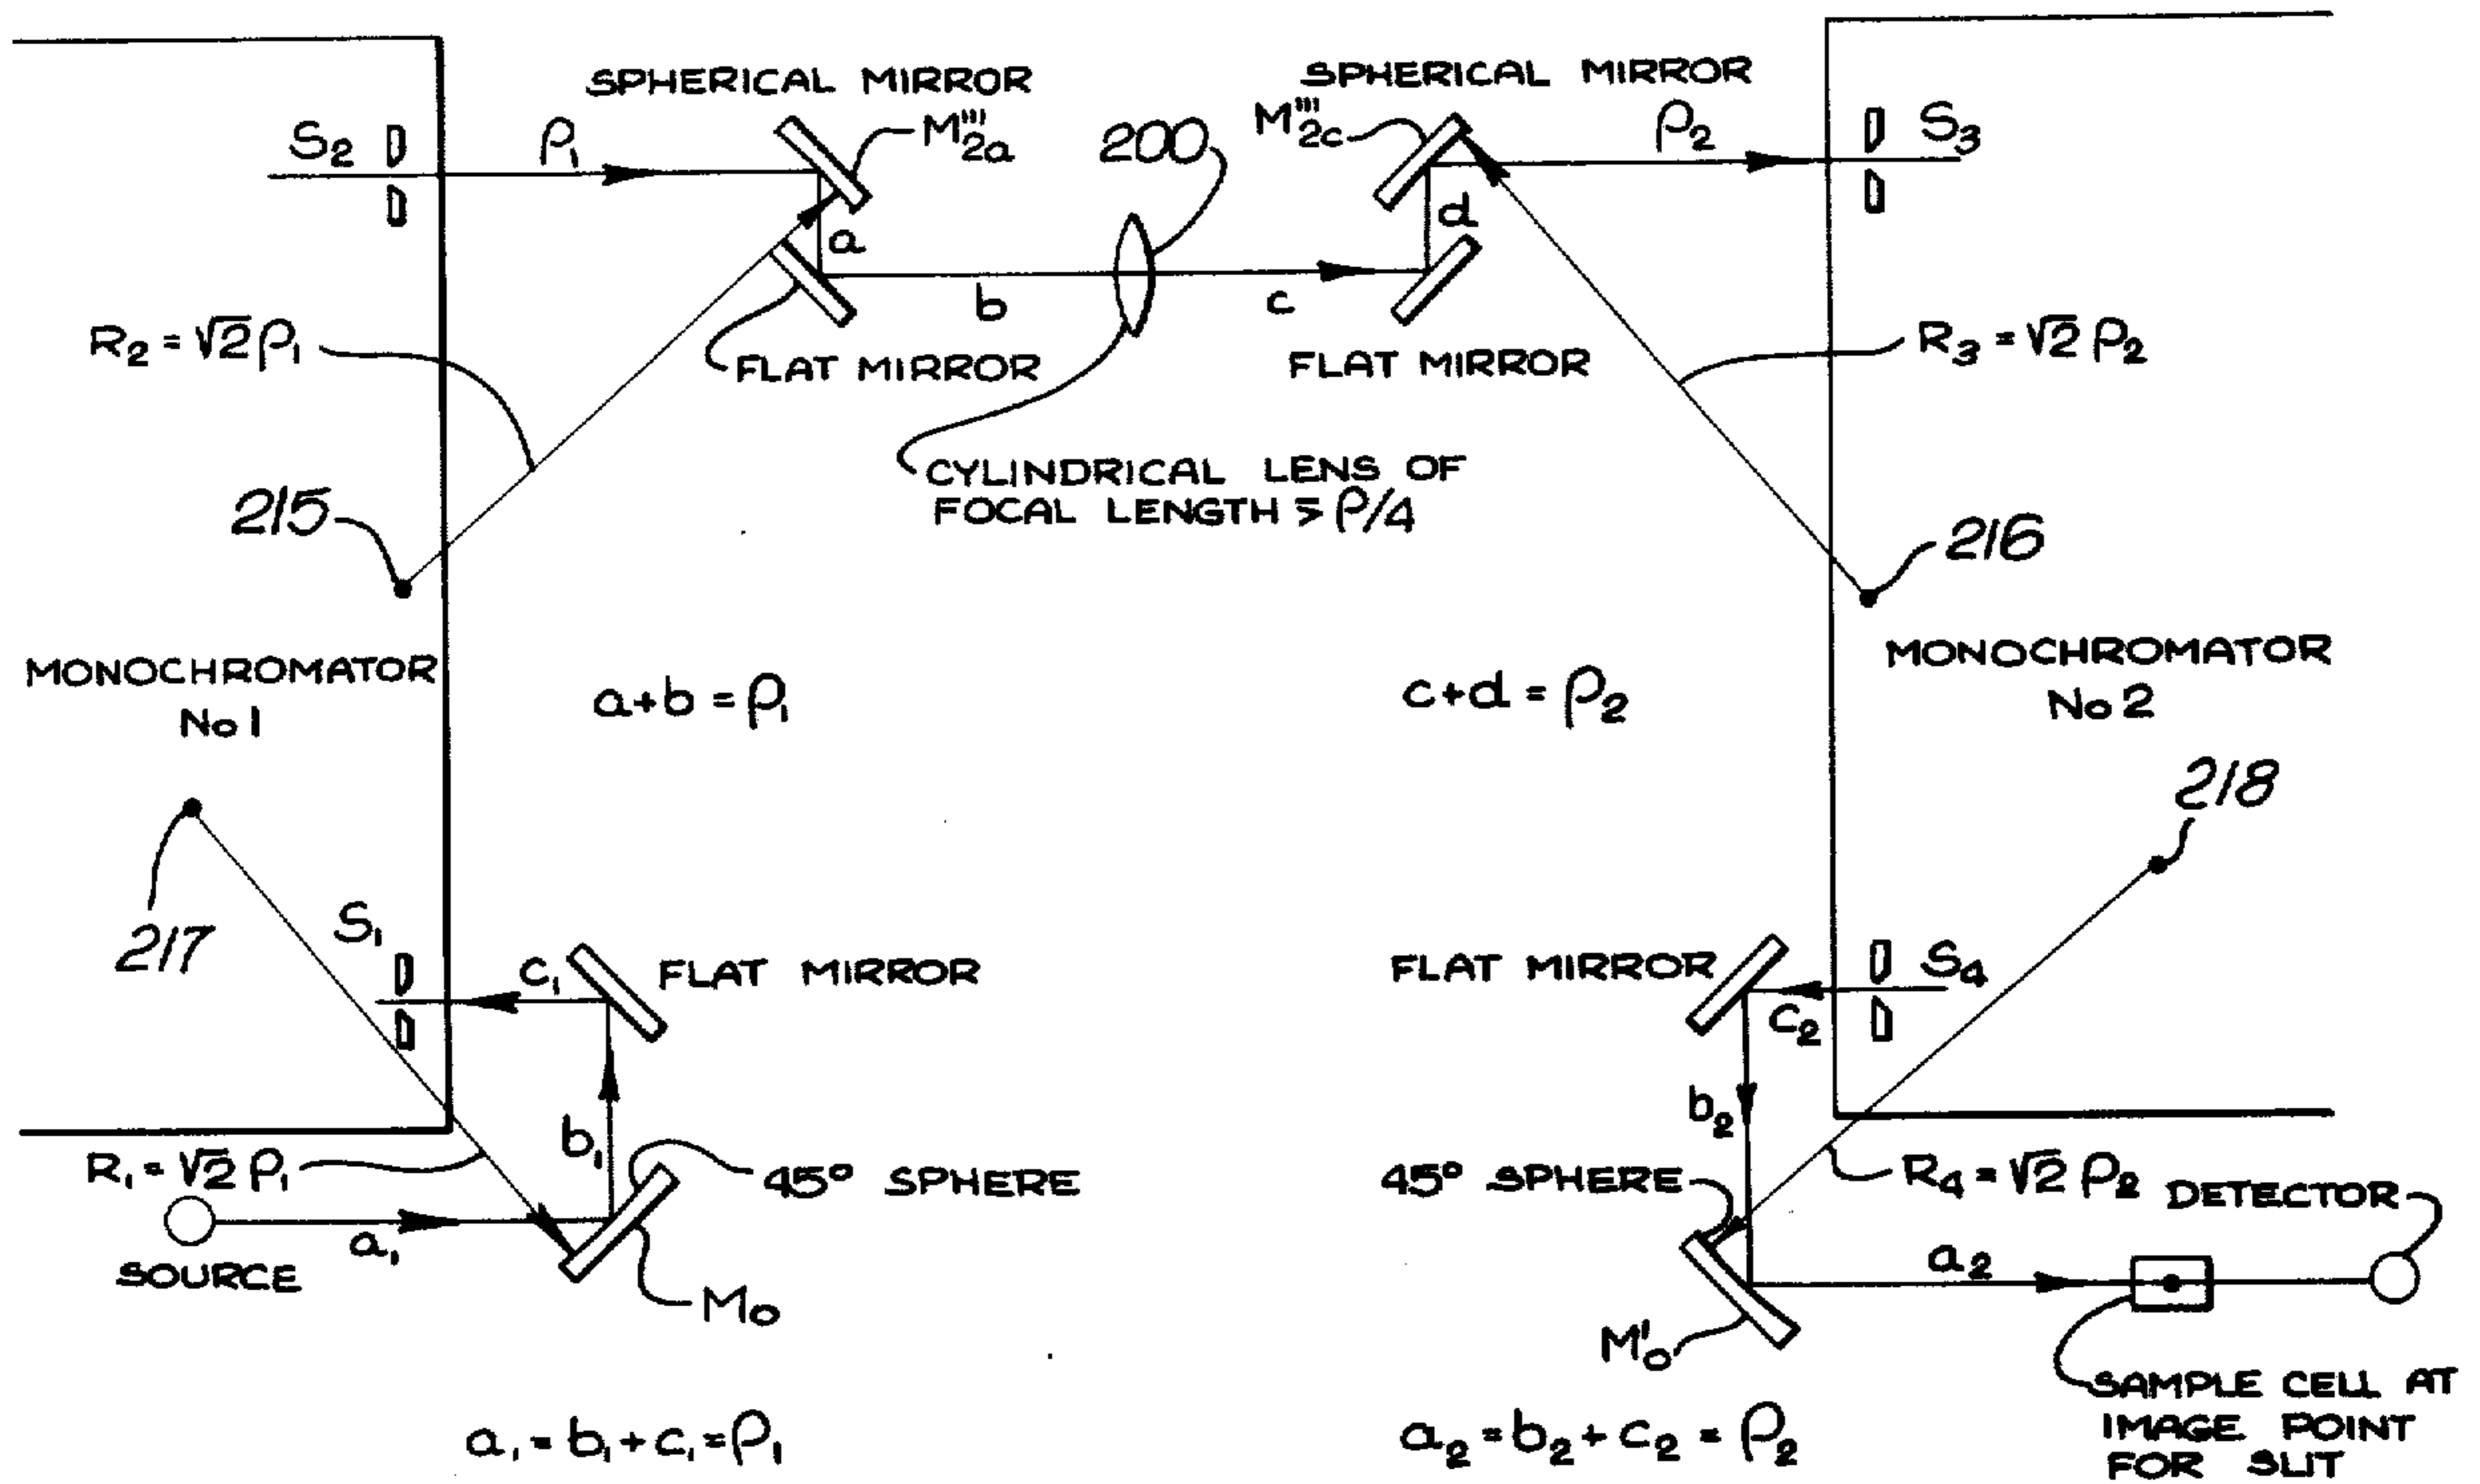 SPHERICAL MIRROR
M'''2a
S2
ρ1
200
SPHERICAL MIRROR
M'''2c
ρ2
S3
a
b
c
d
R2 = √2 ρ1
FLAT MIRROR
FLAT MIRROR
R3 = √2 ρ2
CYLINDRICAL LENS OF
FOCAL LENGTH ≥ ρ/4
215
216
MONOCHROMATOR
No 1
a+b = ρ1
c+d = ρ2
MONOCHROMATOR
No 2
217
218
S1
c1
FLAT MIRROR
FLAT MIRROR
S4
c2
b1
b2
R1 = √2 ρ1
45° SPHERE
45° SPHERE
R4 = √2 ρ2
DETECTOR
SOURCE
a1
M0
M'0
a2
SAMPLE CELL AT
IMAGE POINT
FOR SLIT
a1 = b1 + c1 = ρ1
a2 = b2 + c2 = ρ2